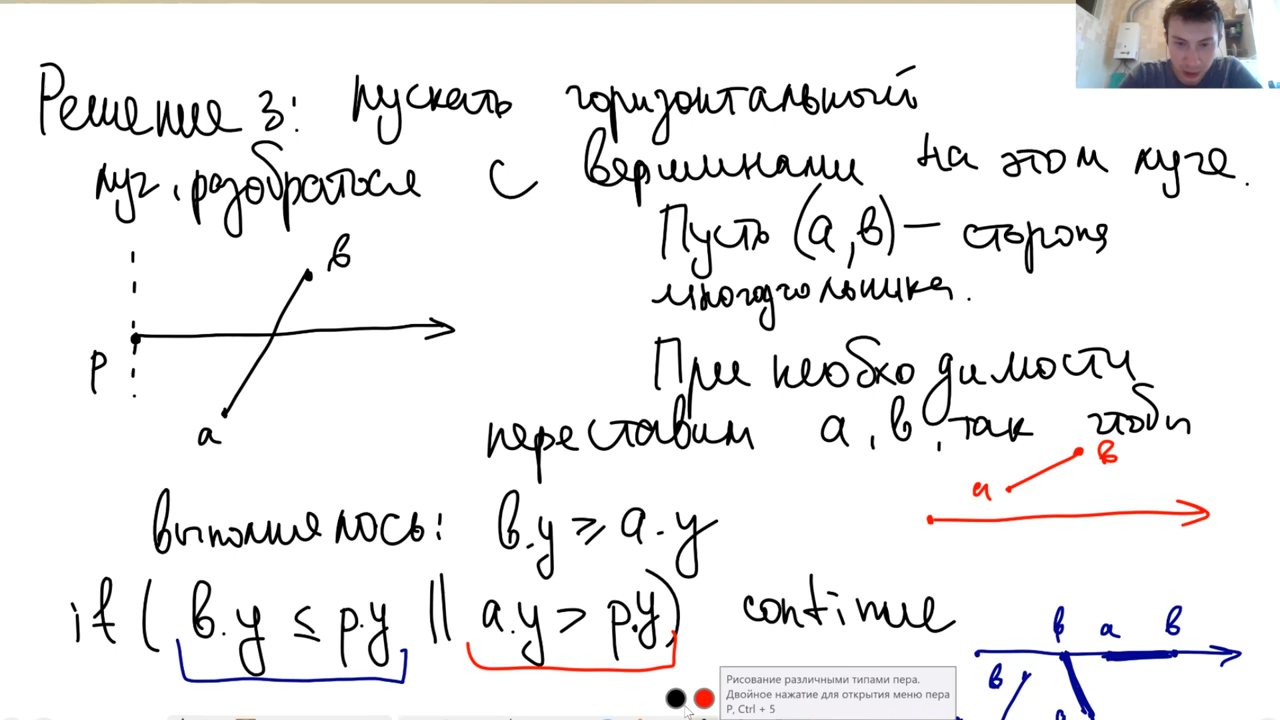 Решение 3: пускать горизонтальный
луч, разобраться с вершинами на этом луче.
Пусть (a, b) — сторона
многоугольника.
b
p
a
При необходимости
переставим a, b, так чтобы
a b
выполнялось: b.y ≥ a.y
if ( b.y ≤ p.y || a.y > p.y) continue
b a b
b
Рисование различными типами пера.
Двойное нажатие для открытия меню пера
P, Ctrl + 5